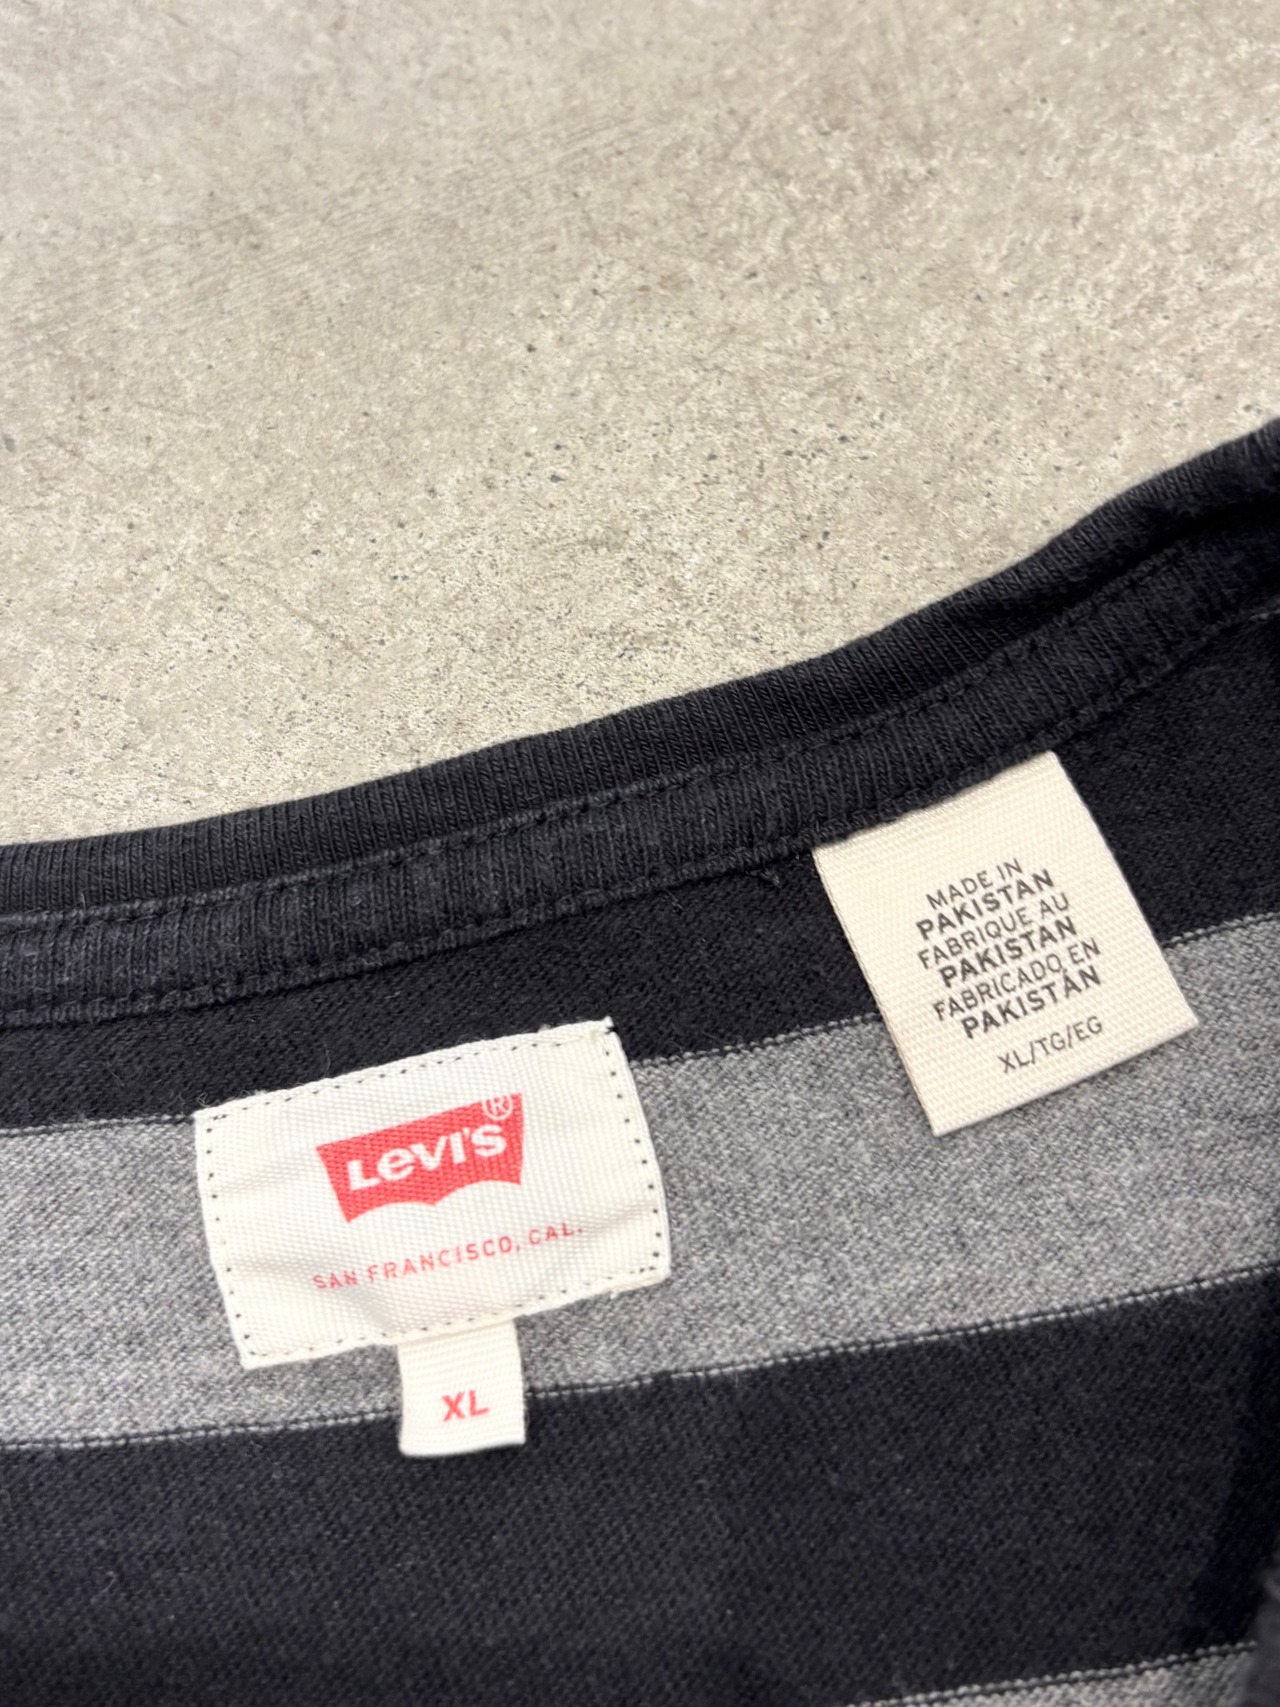 MADE IN
PAKISTAN
FABRIQUE AU
PAKISTAN
FABRICADO EN
PAKISTÁN
XL/TG/EG
LeVI'S®
SAN FRANCISCO, CAL.
XL